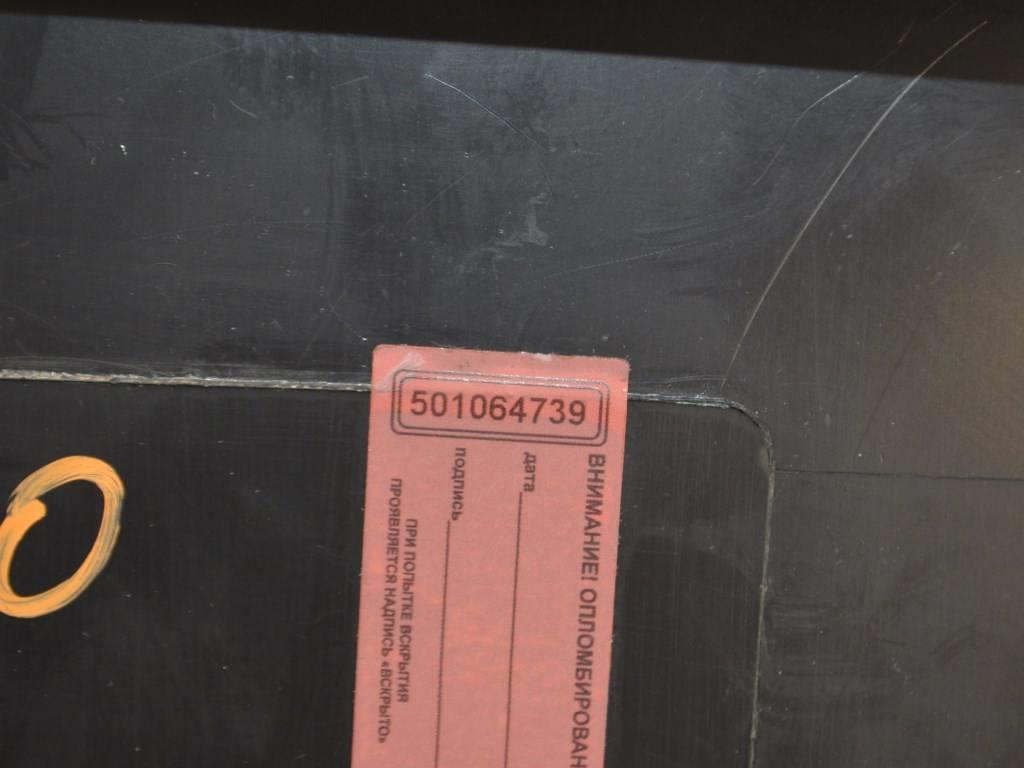 501064739
ВНИМАНИЕ! ОПЛОМБИРОВАН
дата
подпись
ПРИ ПОПЫТКЕ ВСКРЫТИЯ
ПРОЯВЛЯЕТСЯ НАДПИСЬ «ВСКРЫТО»